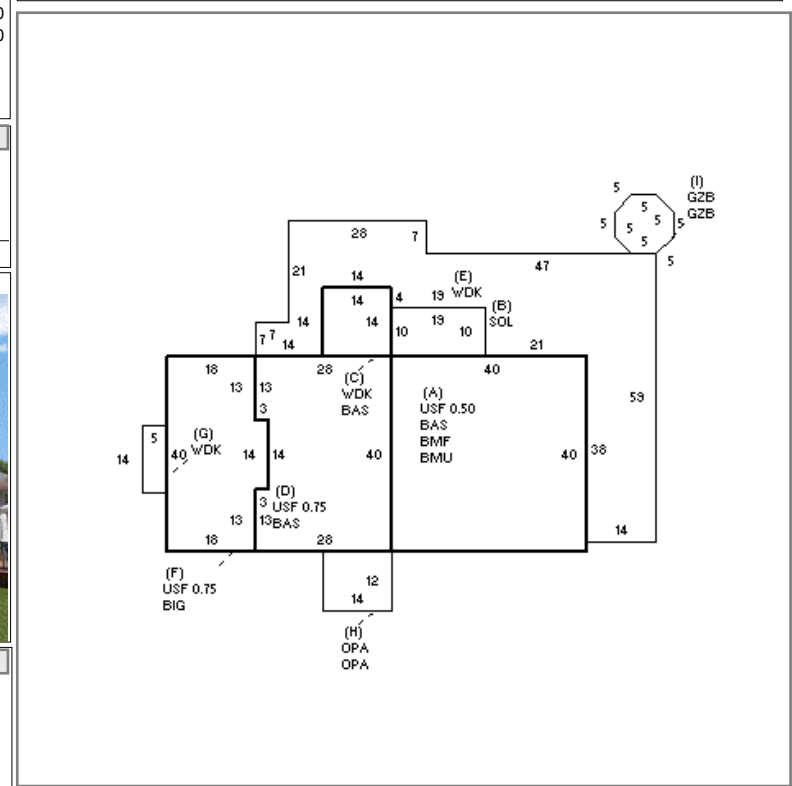 0
0
5
(I)
GZB
GZB
5
5
5
5
5
5
5
5
28
7
47
21
14
(E)
WDK
14
4
19
(B)
SOL
14
14
10
19
10
7
7
14
21
18
28
40
13
13
(C)
WDK
BAS
3
(A)
USF 0.50
BAS
BMF
BMU
59
5
(G)
WDK
14
40
14
14
40
40
38
(D)
USF 0.75
BAS
3
13
13
18
28
14
(F)
USF 0.75
BIG
12
14
(H)
OPA
OPA